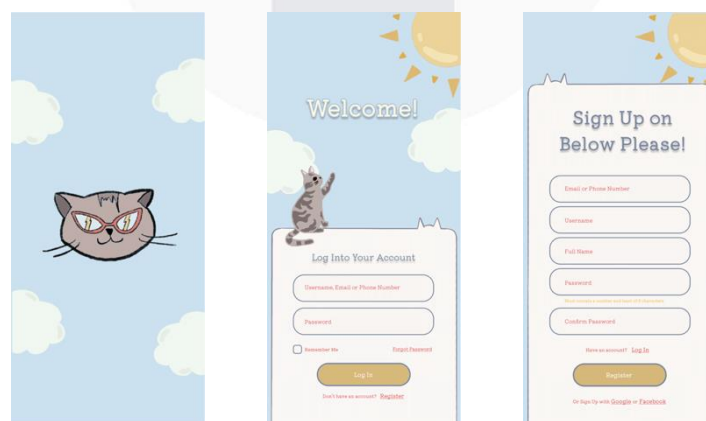 Welcome!
Log Into Your Account
Username, Email or Phone Number
Password
Remember Me
Forgot Password
Log In
Don't have an account? Register
Sign Up on
Below Please!
Email or Phone Number
Username
Full Name
Password
Confirm Password
Have an account? Log In
Register
Or Sign Up with Google or Facebook